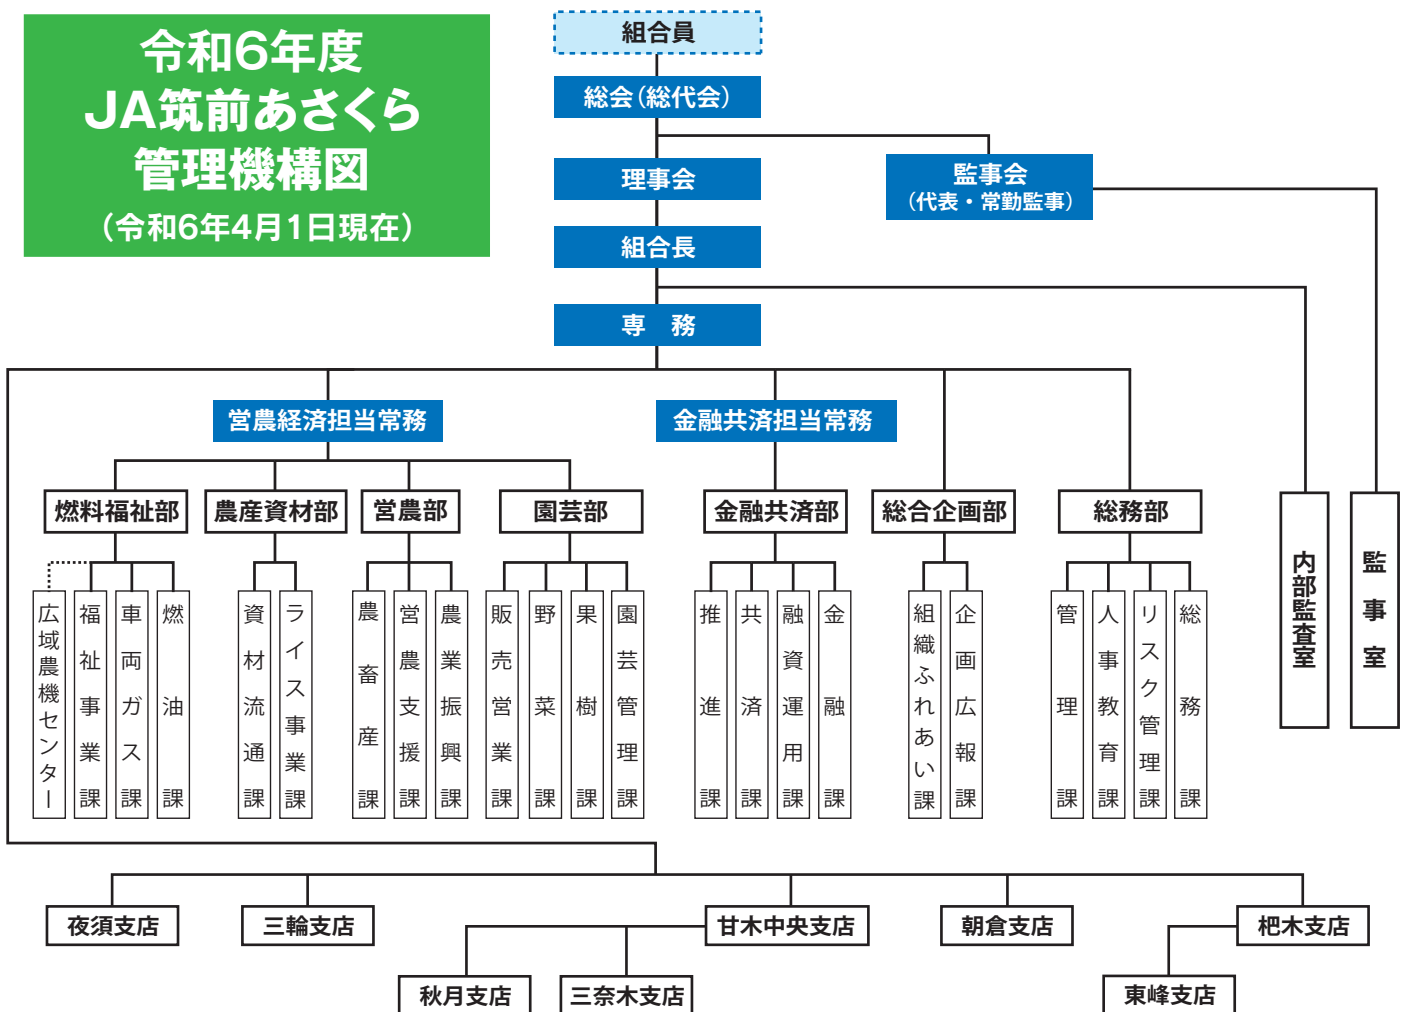 令和6年度
JA筑前あさくら
管理機構図
(令和6年4月1日現在)
組合員
総会(総代会)
理事会
監事会
(代表・常勤監事)
組合長
専　務
営農経済担当常務
金融共済担当常務
燃料福祉部
農産資材部
営農部
園芸部
金融共済部
総合企画部
総務部
内部監査室
監事室
広域農機センター
福祉事業課
車両ガス課
燃油課
資材流通課
ライス事業課
農畜産課
営農支援課
農業振興課
販売営業課
野菜課
果樹課
園芸管理課
推進課
共済課
融資運用課
金融課
組織ふれあい課
企画広報課
管理課
人事教育課
リスク管理課
総務課
夜須支店
三輪支店
甘木中央支店
朝倉支店
杷木支店
秋月支店
三奈木支店
東峰支店